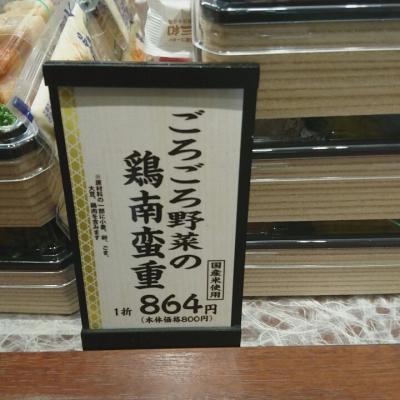 ごろごろ野菜の
鶏南蛮重
国産米使用
※原材料の一部に小麦、卵、ごま、
大豆、鶏肉を含みます
1折 864円
(本体価格800円)